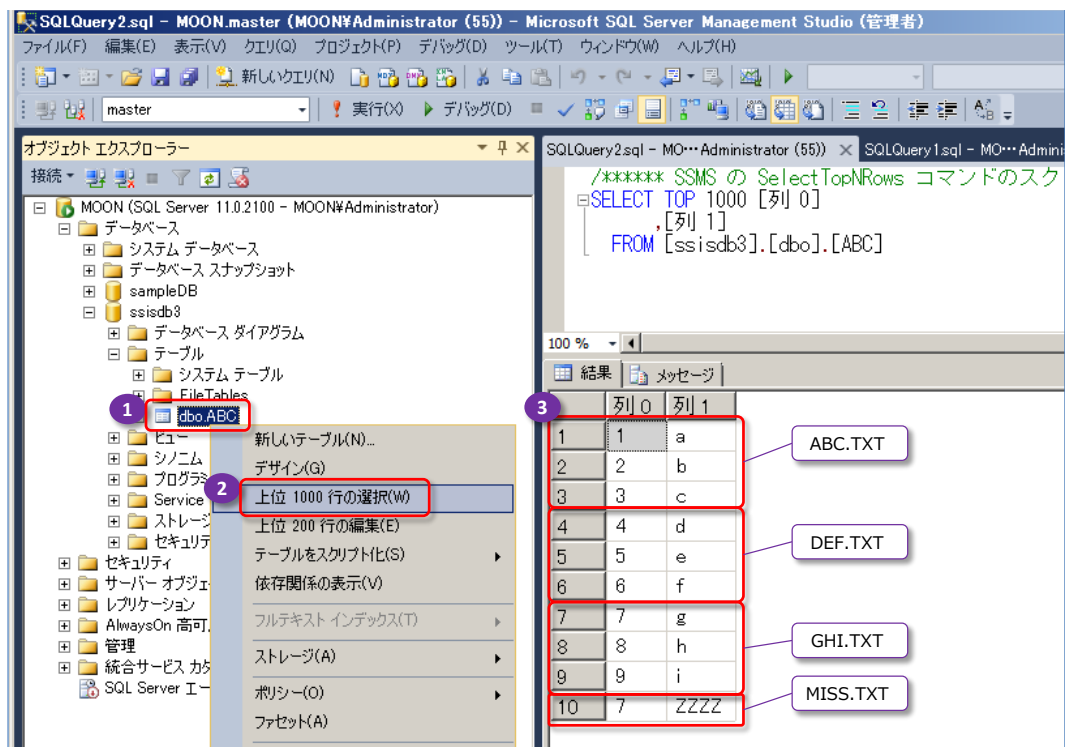 SQLQuery2.sql - MOON.master (MOON¥Administrator (55)) - Microsoft SQL Server Management Studio (管理者)
ファイル(F) 編集(E) 表示(V) クエリ(Q) プロジェクト(P) デバッグ(D) ツール(T) ウィンドウ(W) ヘルプ(H)
新しいクエリ(N)
master 実行(X) デバッグ(D)
オブジェクト エクスプローラー
接続
MOON (SQL Server 11.0.2100 - MOON¥Administrator)
データベース
システム データベース
データベース スナップショット
sampleDB
ssisdb3
データベース ダイアグラム
テーブル
システム テーブル
FileTables
1 dbo.ABC
ビュー
シノニム
プログラミ
Service
ストレージ
セキュリテ
セキュリティ
サーバー オブジェ
レプリケーション
AlwaysOn 高可
管理
統合サービス カタ
SQL Server エー
新しいテーブル(N)...
デザイン(G)
2 上位 1000 行の選択(W)
上位 200 行の編集(E)
テーブルをスクリプト化(S)
依存関係の表示(V)
フルテキスト インデックス(T)
ストレージ(A)
ポリシー(O)
ファセット(A)
SQLQuery2.sql - MO...Administrator (55)) SQLQuery1.sql - MO...Admini
/****** SSMS の SelectTopNRows コマンドのスク
SELECT TOP 1000 [列 0]
,[列 1]
FROM [ssisdb3].[dbo].[ABC]
100 %
結果 メッセージ
3 列 0 列 1
1 1 a
2 2 b
3 3 c
4 4 d
5 5 e
6 6 f
7 7 g
8 8 h
9 9 i
10 7 ZZZZ
ABC.TXT
DEF.TXT
GHI.TXT
MISS.TXT